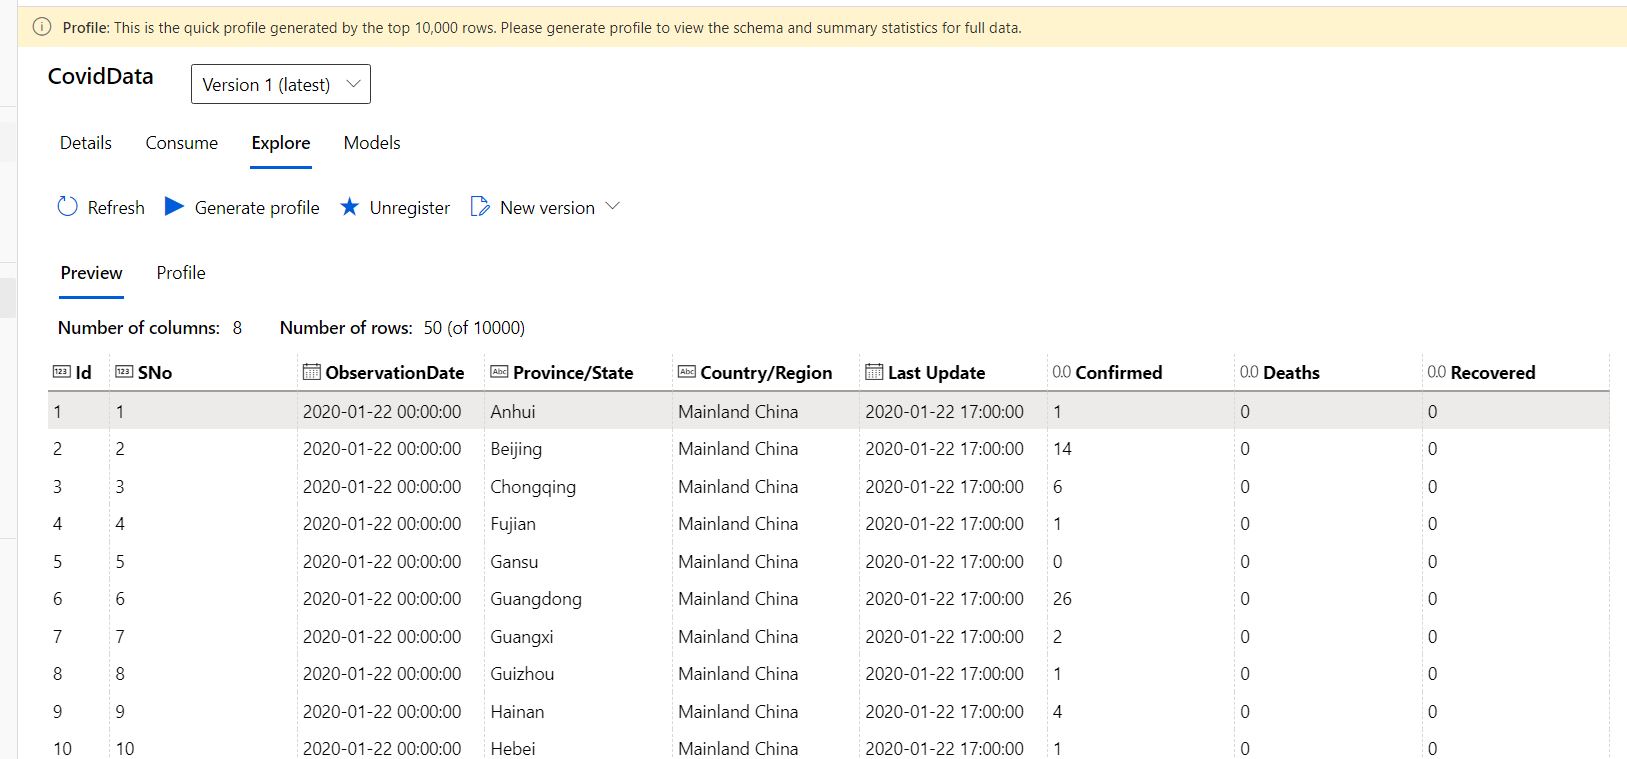 Profile: This is the quick profile generated by the top 10,000 rows. Please generate profile to view the schema and summary statistics for full data.
CovidData Version 1 (latest)
Details Consume Explore Models
Refresh Generate profile Unregister New version
Preview Profile
Number of columns: 8 Number of rows: 50 (of 10000)
123 Id 123 SNo ObservationDate Abc Province/State Abc Country/Region Last Update 0.0 Confirmed 0.0 Deaths 0.0 Recovered
1 1 2020-01-22 00:00:00 Anhui Mainland China 2020-01-22 17:00:00 1 0 0
2 2 2020-01-22 00:00:00 Beijing Mainland China 2020-01-22 17:00:00 14 0 0
3 3 2020-01-22 00:00:00 Chongqing Mainland China 2020-01-22 17:00:00 6 0 0
4 4 2020-01-22 00:00:00 Fujian Mainland China 2020-01-22 17:00:00 1 0 0
5 5 2020-01-22 00:00:00 Gansu Mainland China 2020-01-22 17:00:00 0 0 0
6 6 2020-01-22 00:00:00 Guangdong Mainland China 2020-01-22 17:00:00 26 0 0
7 7 2020-01-22 00:00:00 Guangxi Mainland China 2020-01-22 17:00:00 2 0 0
8 8 2020-01-22 00:00:00 Guizhou Mainland China 2020-01-22 17:00:00 1 0 0
9 9 2020-01-22 00:00:00 Hainan Mainland China 2020-01-22 17:00:00 4 0 0
10 10 2020-01-22 00:00:00 Hebei Mainland China 2020-01-22 17:00:00 1 0 0